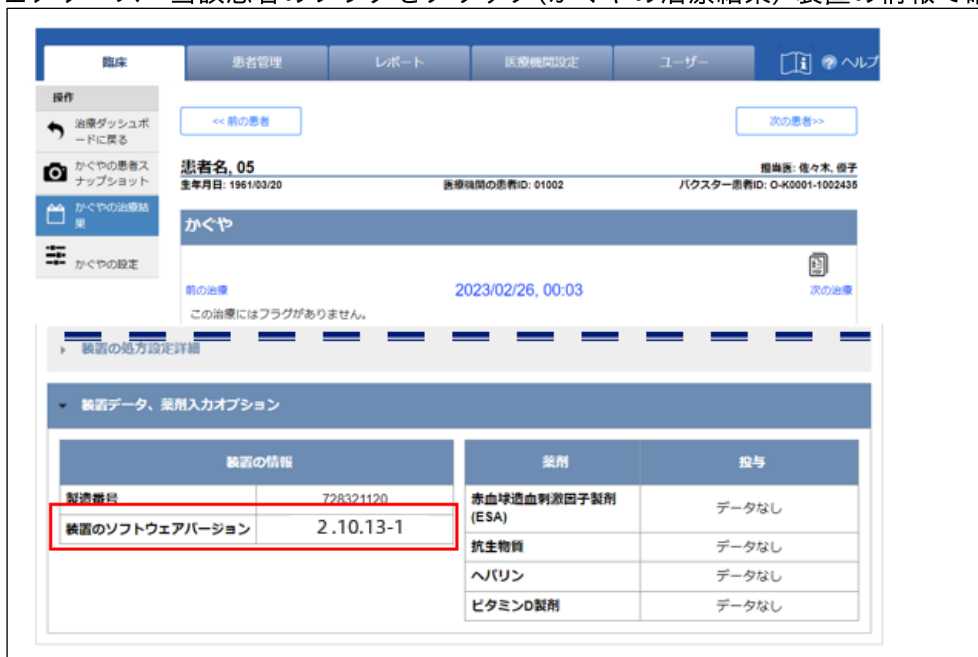 臨床 患者管理 レポート 医療機関設定 ユーザー ヘルプ
操作
治療ダッシュボ
ードに戻る
かぐやの患者ス
ナップショット
かぐやの治療結
果
かぐやの設定
<< 前の患者 次の患者>>
患者名, 05 担当医: 佐々木, 優子
生年月日: 1961/03/20 医療機関の患者ID: 01002 バクスター患者ID: O-K0001-1002435
かぐや
前の治療 2023/02/26, 00:03 次の治療
この治療にはフラグがありません。
装置の処方設定詳細
装置データ、薬剤入力オプション
装置の情報 薬剤 投与
製造番号 728321120 赤血球造血刺激因子製剤
(ESA) データなし
装置のソフトウェアバージョン 2.10.13-1
抗生物質 データなし
ヘパリン データなし
ビタミンD製剤 データなし